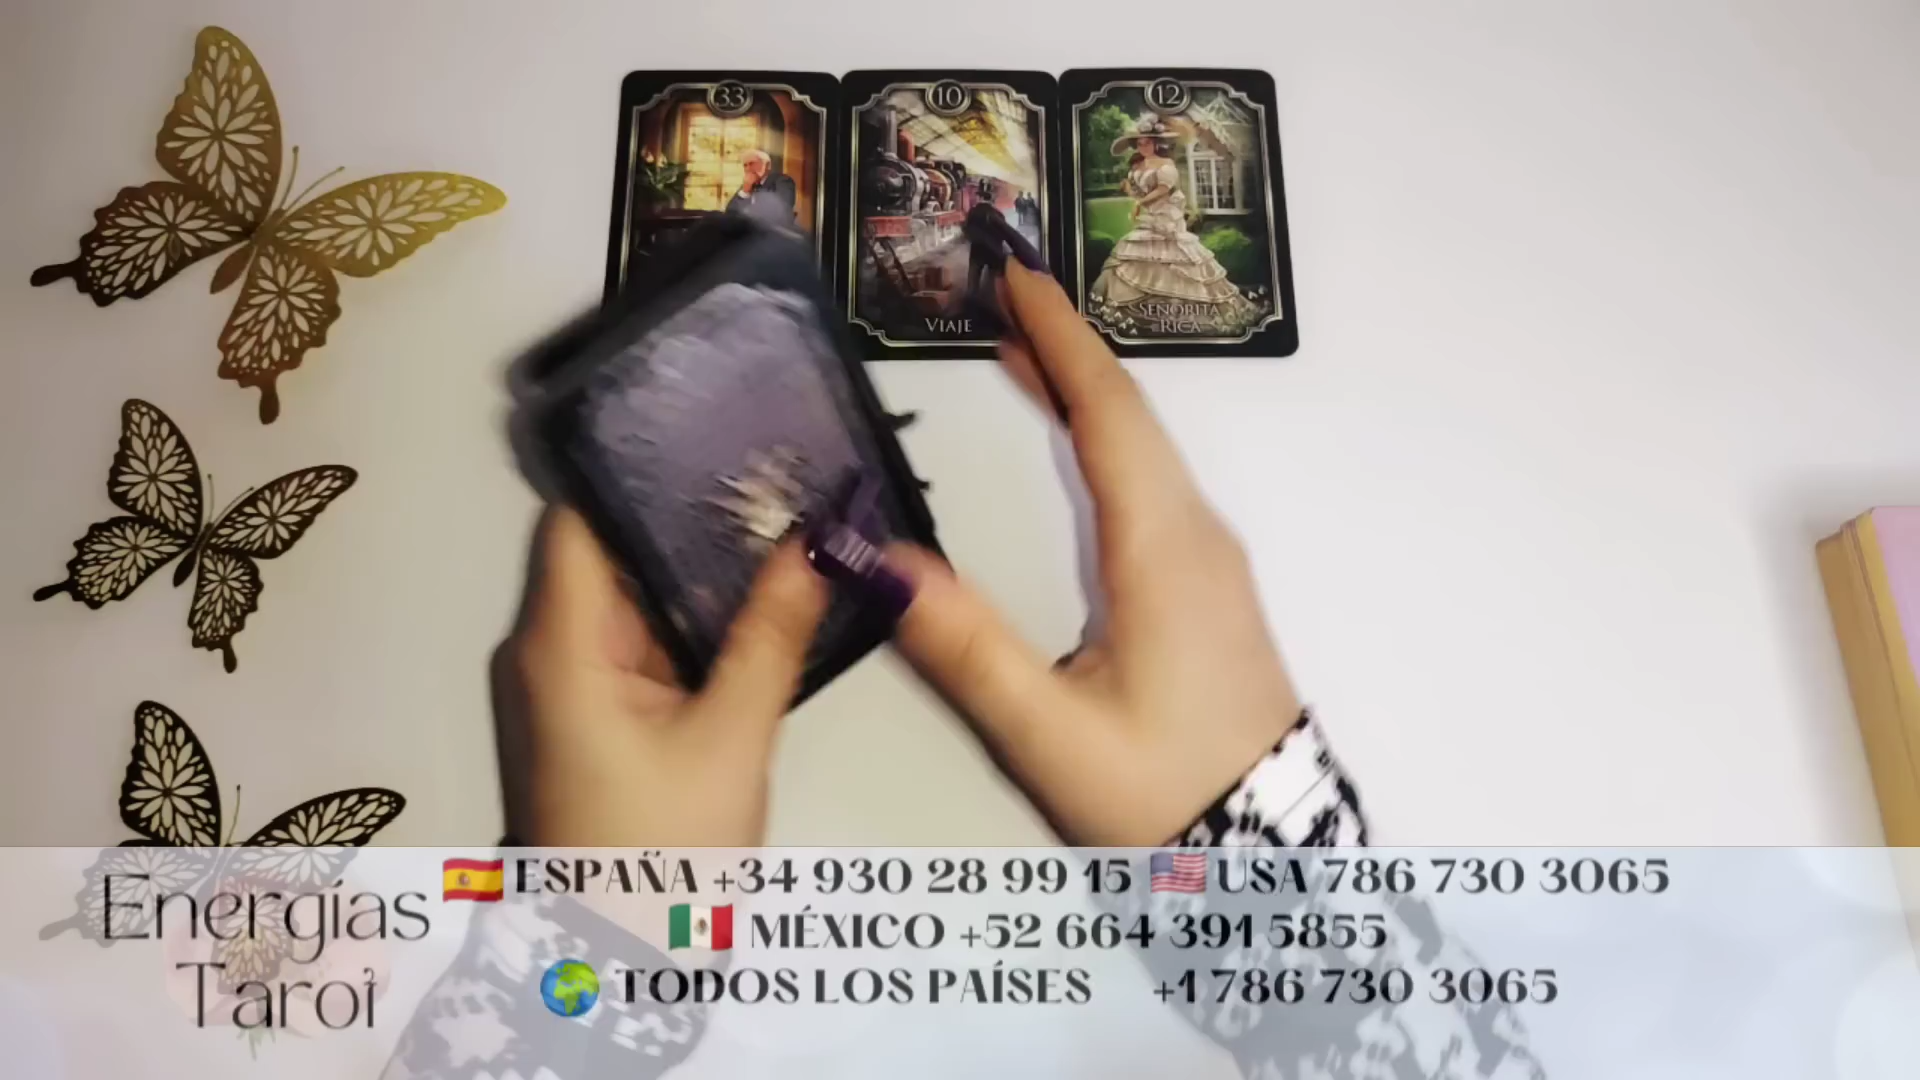 33
10
12
VIAJE
SEÑORITA
RICA
Energías
Tarot
🇪🇸 ESPAÑA +34 930 28 99 15 🇺🇸 USA 786 730 3065
🇲🇽 MÉXICO +52 664 391 5855
🌍 TODOS LOS PAÍSES +1 786 730 3065